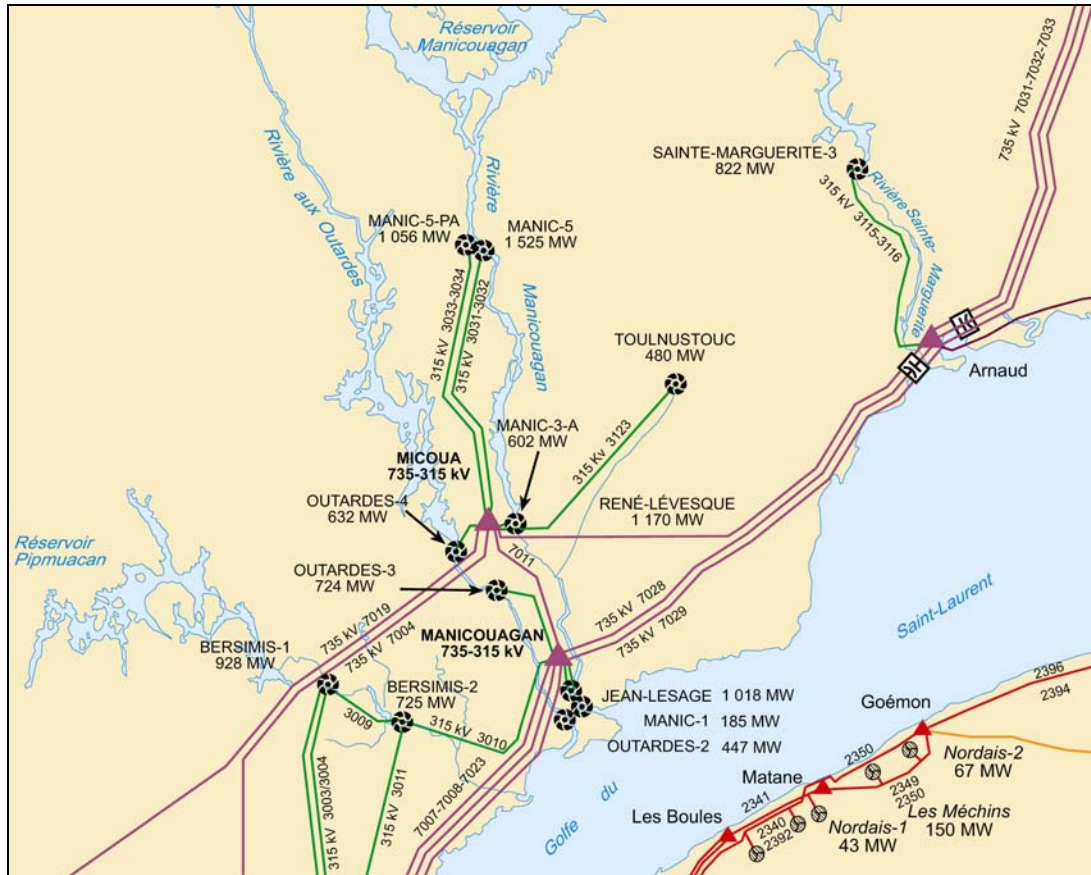 Réservoir
Manicouagan
735 kV 7031-7032-7033
Rivière aux Outardes
Rivière
Manicouagan
SAINTE-MARGUERITE-3
822 MW
315 kV 3115-3116
Rivière Sainte-
Marguerite
MANIC-5-PA
1 056 MW
MANIC-5
1 525 MW
315 kV 3033-3034
315 kV 3031-3032
TOULNUSTOUC
480 MW
Arnaud
MANIC-3-A
602 MW
315 Kv 3123
MICOUA
735-315 kV
OUTARDES-4
632 MW
RENÉ-LÉVESQUE
1 170 MW
Réservoir
Pipmuacan
7011
OUTARDES-3
724 MW
735 kV 7028
735 kV 7029
735 kV 7019
735 kV 7004
MANICOUAGAN
735-315 kV
BERSIMIS-1
928 MW
BERSIMIS-2
725 MW
3009
315 kV 3010
315 kV 3003/3004
315 kV 3011
7007-7008-7023
JEAN-LESAGE 1 018 MW
MANIC-1 185 MW
OUTARDES-2 447 MW
Golfe du Saint-Laurent
2396
2394
Goémon
2350
Nordais-2
67 MW
Matane
2349
2350
2341
Les Boules
2340
2392
Nordais-1
43 MW
Les Méchins
150 MW